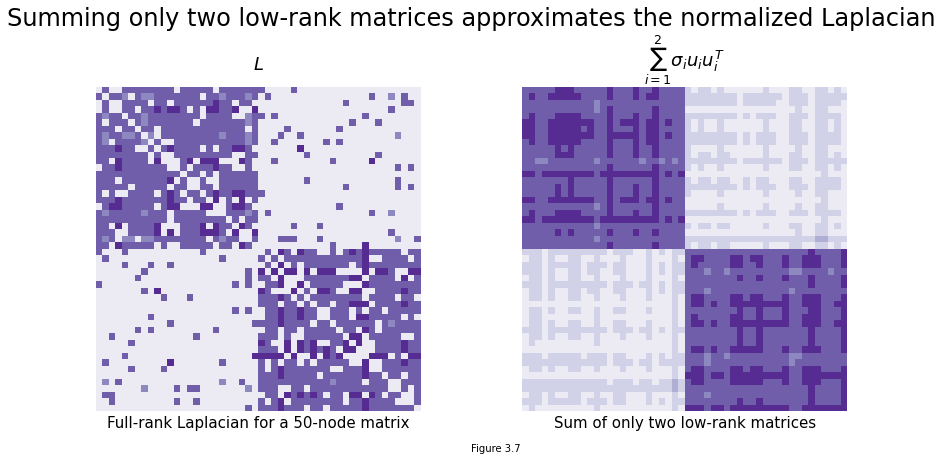 Summing only two low-rank matrices approximates the normalized Laplacian
L
2
∑ σᵢuᵢuᵢᵀ
i=1
Full-rank Laplacian for a 50-node matrix
Sum of only two low-rank matrices
Figure 3.7